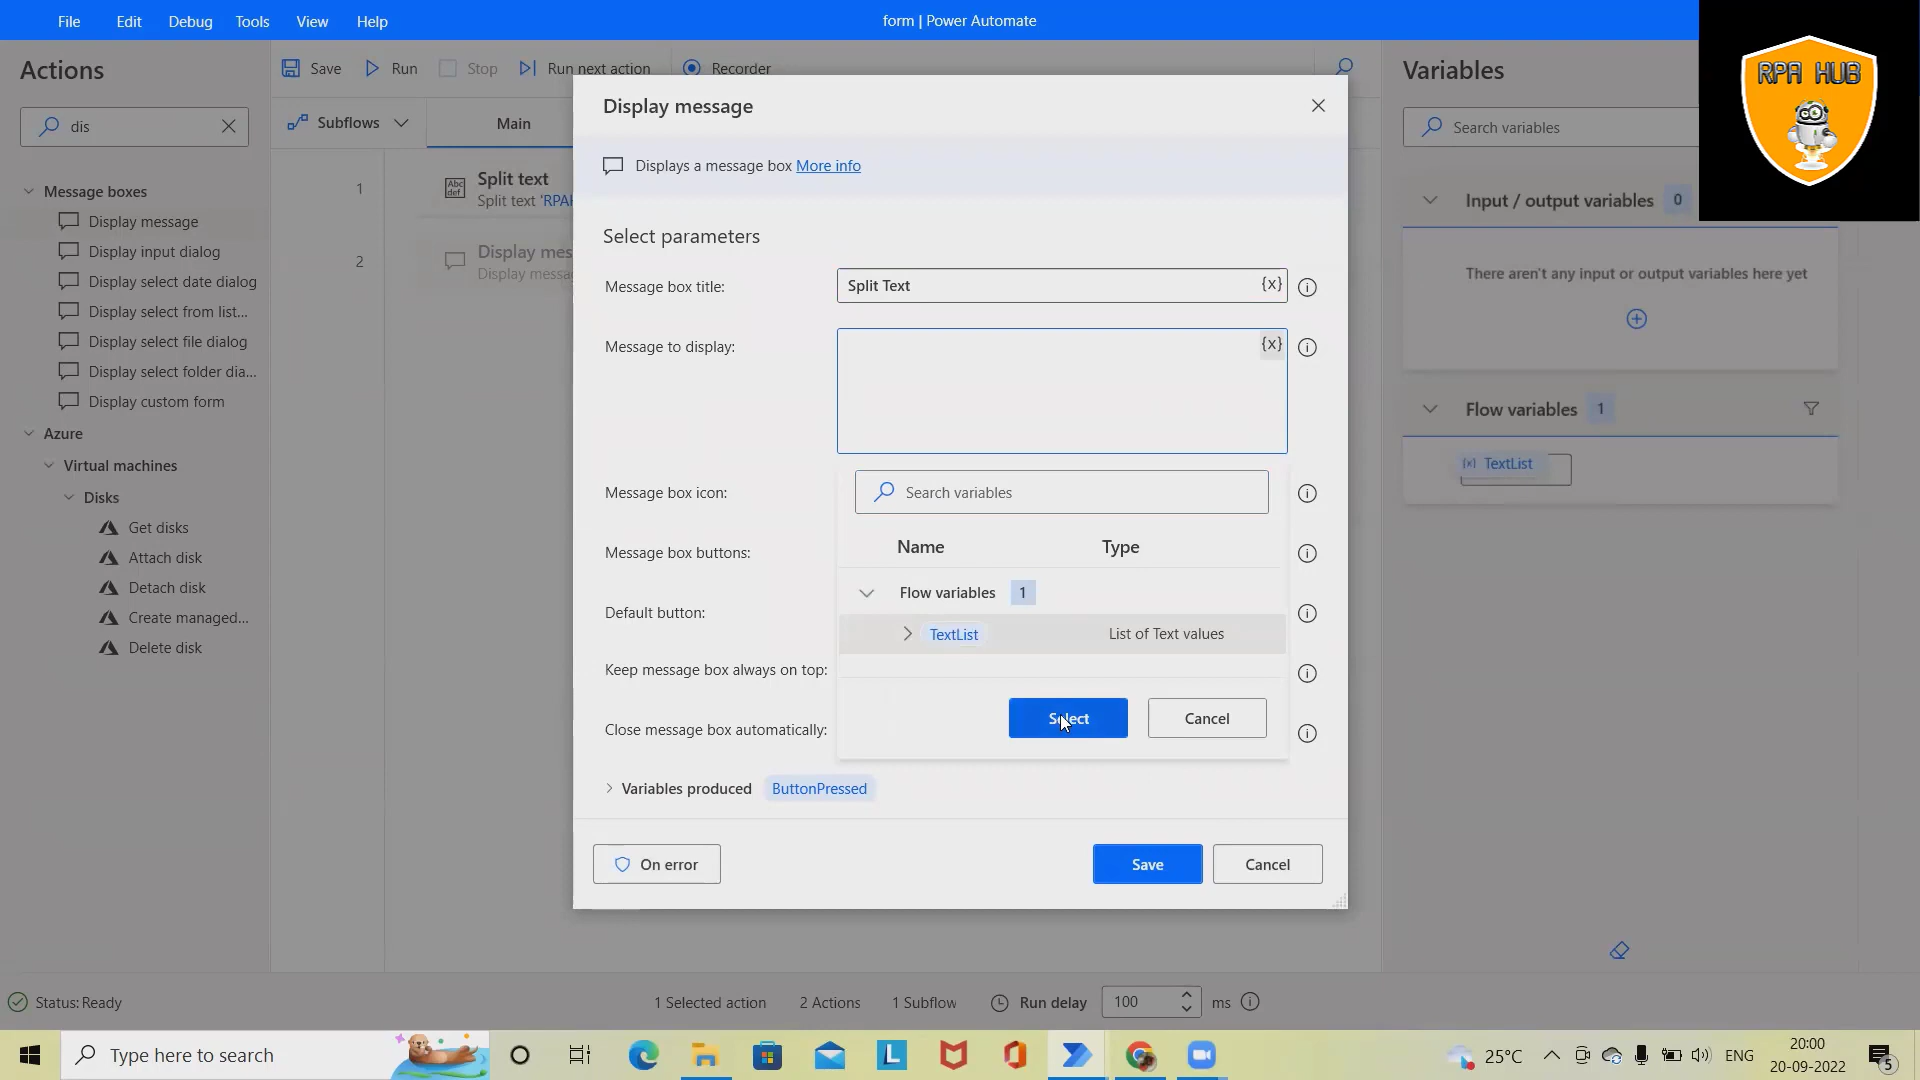 File Edit Debug Tools View Help
form | Power Automate
RPA HUB
Actions
dis
Message boxes
Display message
Display input dialog
Display select date dialog
Display select from list...
Display select file dialog
Display select folder dia...
Display custom form
Azure
Virtual machines
Disks
Get disks
Attach disk
Detach disk
Create managed...
Delete disk
Save Run Stop Run next action Recorder
Subflows Main
1 Split text
Split text 'RPAH
2 Display mes
Display messa
Display message
Displays a message box More info
Select parameters
Message box title: Split Text {x}
Message to display: {x}
Message box icon:
Message box buttons:
Default button:
Keep message box always on top:
Close message box automatically:
Search variables
Name Type
Flow variables 1
TextList List of Text values
Select Cancel
Variables produced ButtonPressed
On error Save Cancel
Variables
Search variables
Input / output variables 0
There aren't any input or output variables here yet
Flow variables 1
{x} TextList
Status: Ready 1 Selected action 2 Actions 1 Subflow Run delay 100 ms
Type here to search
25°C ENG
20:00
20-09-2022
5